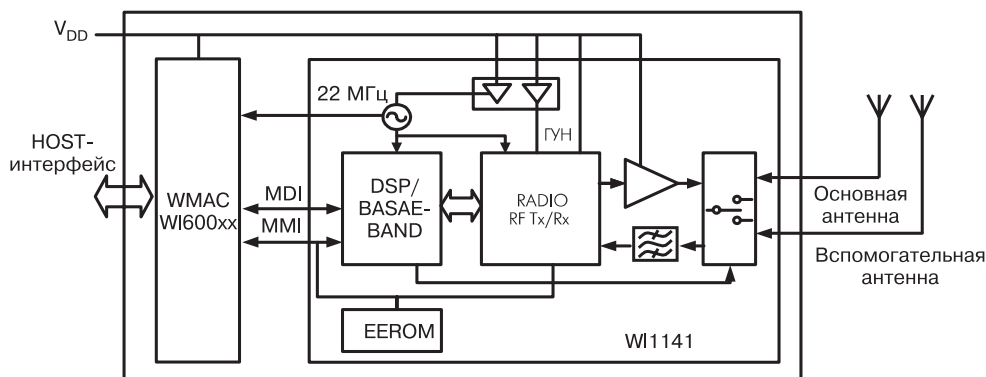 V_DD
22 МГц
ГУН
HOST-
интерфейс
WMAC
WI600xx
MDI
MMI
DSP/
BASAE-
BAND
RADIO
RF Tx/Rx
Основная
антенна
Вспомогательная
антенна
EEROM
WI1141